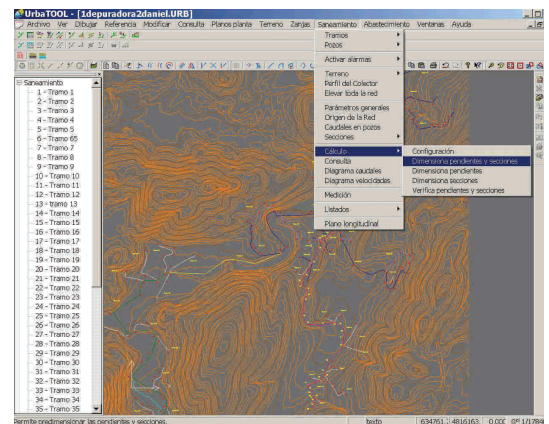 UrbaTOOL - [1depuradora2daniel.URB]
Archivo Ver Dibujar Referencia Modificar Consulta Planos planta Terreno Zanjas Saneamiento Abastecimiento Ventanas Ayuda
Tramos
Pozos
Activar alarmas
Terreno
Perfil del Colector
Elevar toda la red
Parámetros generales
Origen de la Red
Caudales en pozos
Secciones
Cálculo
Consulta
Diagrama caudales
Diagrama velocidades
Medición
Listados
Plano longitudinal
Configuración
Dimensiona pendientes y secciones
Dimensiona pendientes
Dimensiona secciones
Verifica pendientes y secciones
Saneamiento
1 - Tramo 1
2 - Tramo 2
3 - Tramo 3
4 - Tramo 4
5 - Tramo 5
6 - Tramo 65
7 - Tramo 7
8 - Tramo 8
9 - Tramo 9
10 - Tramo 10
11 - Tramo 11
12 - Tramo 12
13 - tramo 13
14 - Tramo 14
15 - Tramo 15
16 - Tramo 16
17 - Tramo 17
18 - Tramo 18
19 - Tramo 19
20 - Tramo 20
21 - Tramo 21
22 - Tramo 22
23 - Tramo 23
24 - Tramo 24
25 - Tramo 25
26 - Tramo 26
27 - Tramo 27
28 - Tramo 28
29 - Tramo 29
30 - Tramo 30
31 - Tramo 31
32 - Tramo 32
33 - Tramo 33
34 - Tramo 34
35 - Tramo 35
Permite predimensionar las pendientes y secciones. texto 634761 4816163 0.00